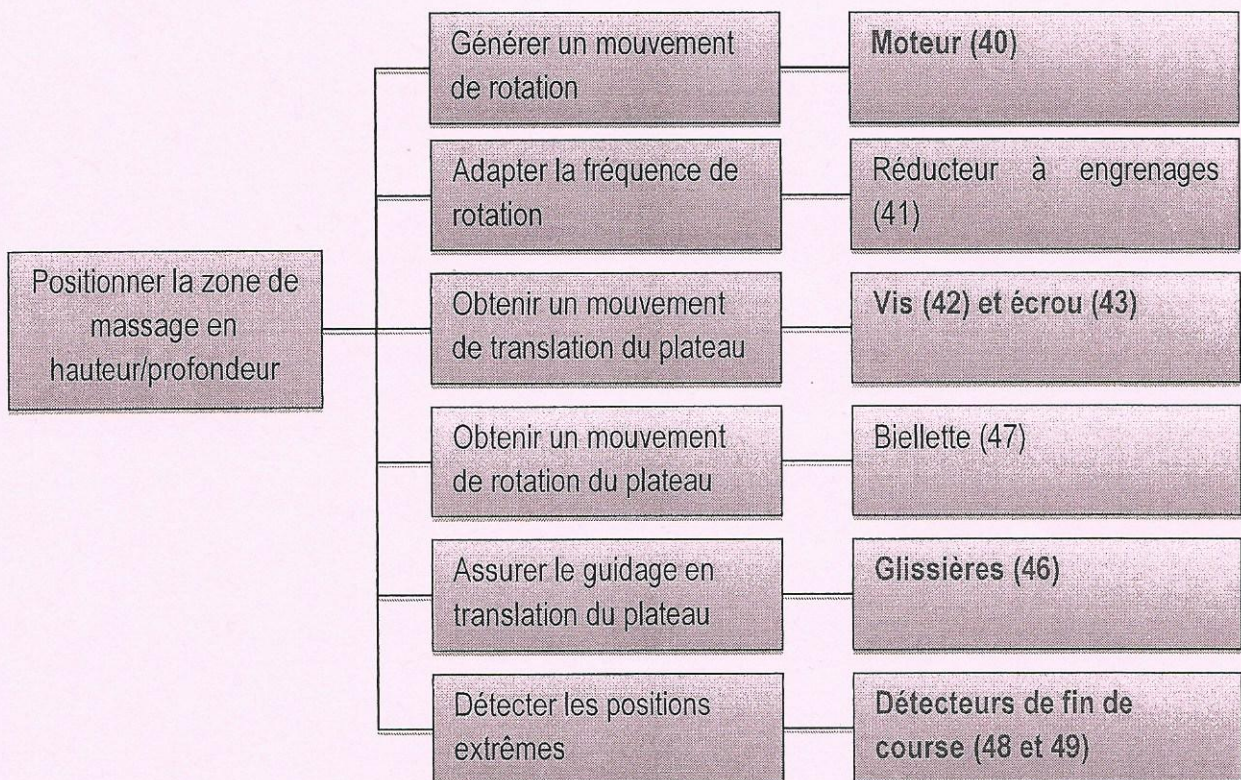 Générer un mouvement
de rotation
Moteur (40)
Adapter la fréquence de
rotation
Réducteur à engrenages
(41)
Positionner la zone de
massage en
hauteur/profondeur
Obtenir un mouvement
de translation du plateau
Vis (42) et écrou (43)
Obtenir un mouvement
de rotation du plateau
Biellette (47)
Assurer le guidage en
translation du plateau
Glissières (46)
Détecter les positions
extrêmes
Détecteurs de fin de
course (48 et 49)